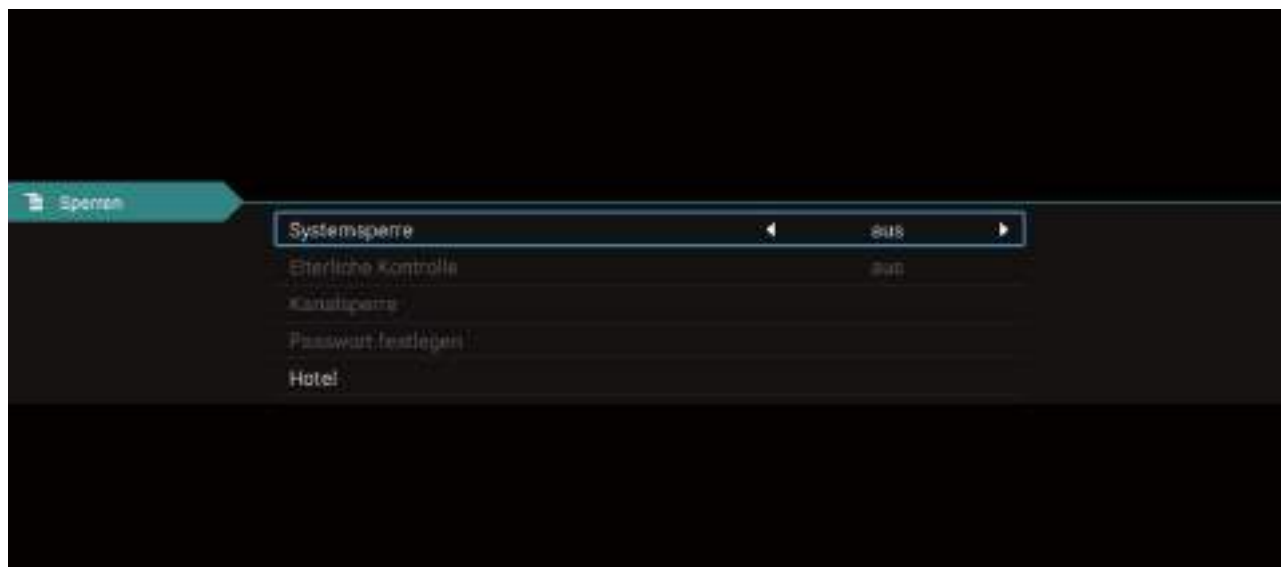 Sperren
Systemsperre aus
Elterliche Kontrolle aus
Kanalsperre
Passwort festlegen
Hotel